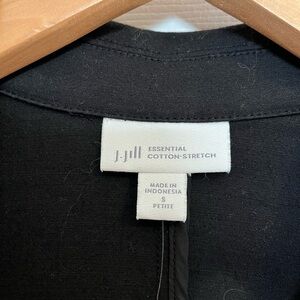 J.Jill ESSENTIAL
COTTON-STRETCH
MADE IN
INDONESIA
S
PETITE